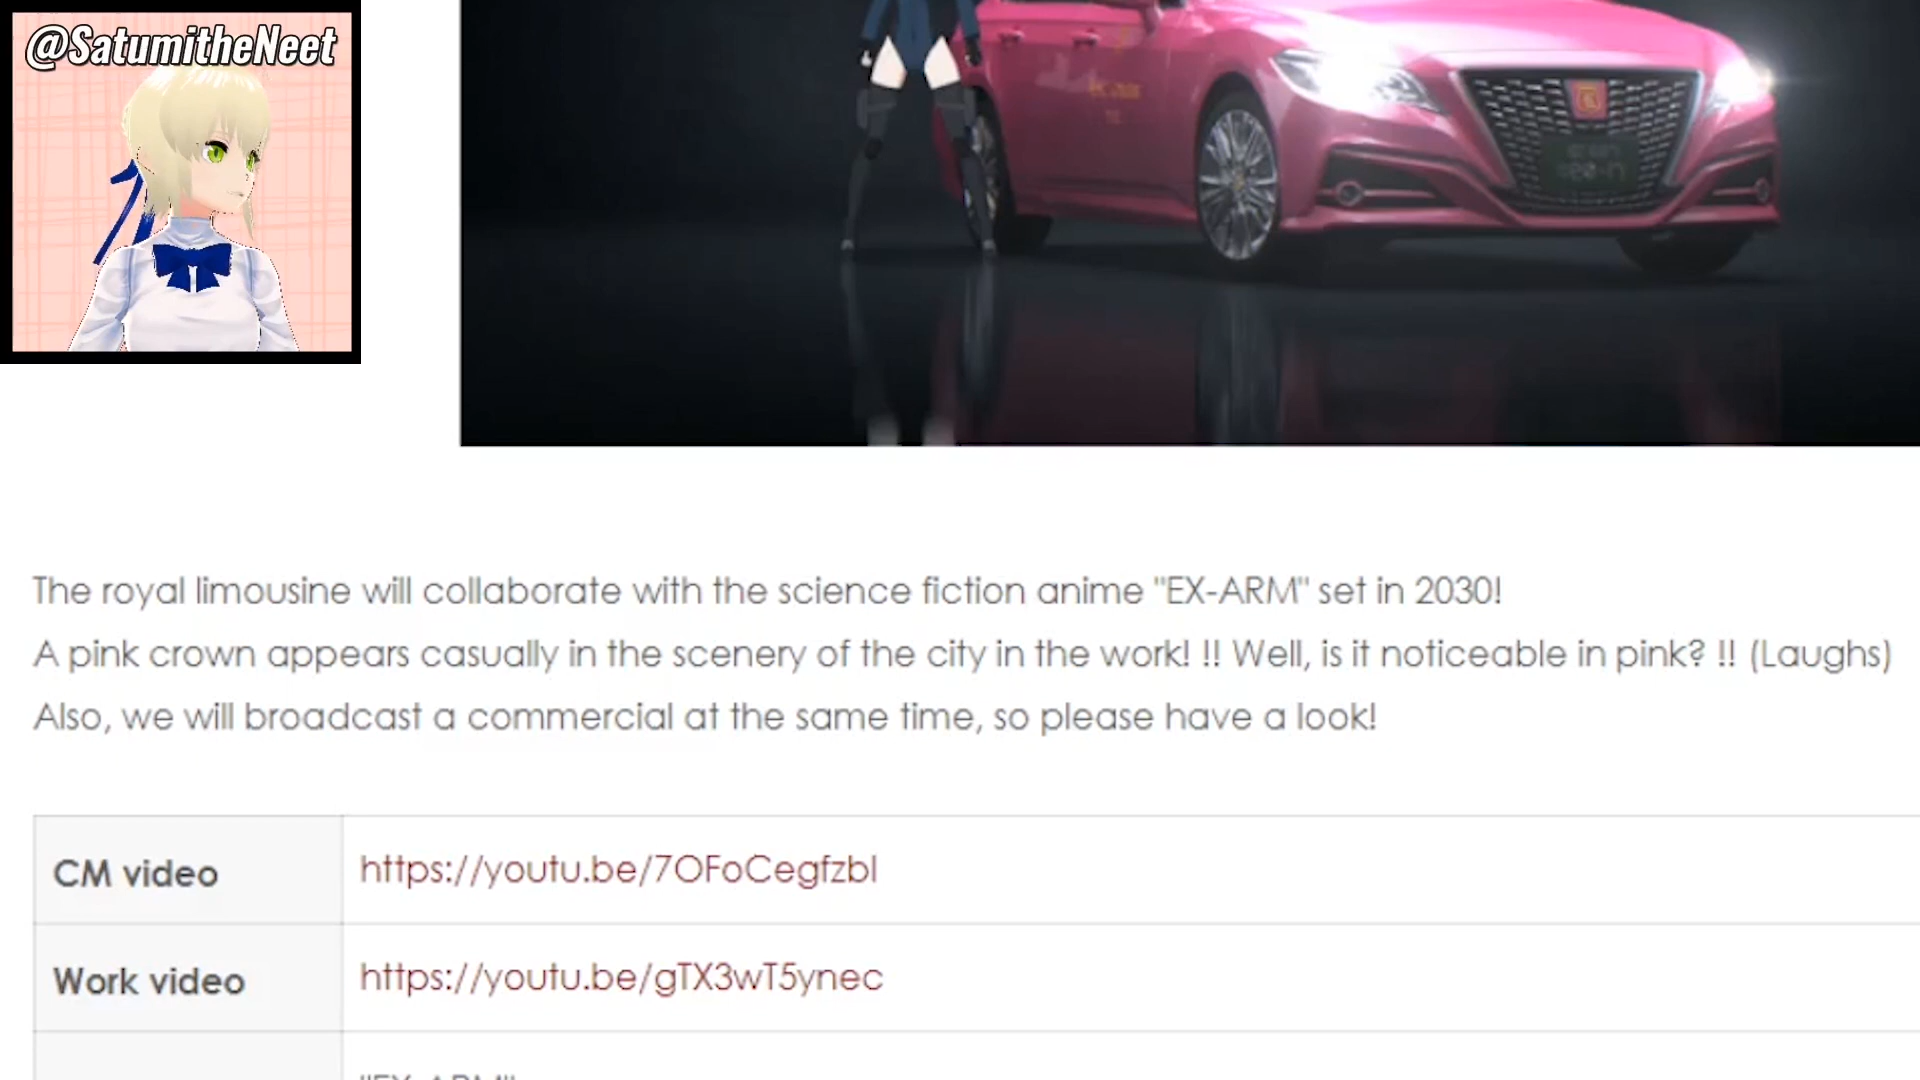 @SatumitheNeet
The royal limousine will collaborate with the science fiction anime "EX-ARM" set in 2030!
A pink crown appears casually in the scenery of the city in the work! !! Well, is it noticeable in pink? !! (Laughs)
Also, we will broadcast a commercial at the same time, so please have a look!
CM video
https://youtu.be/7OFoCegfzbI
Work video
https://youtu.be/gTX3wT5ynec
"EX-ARM"